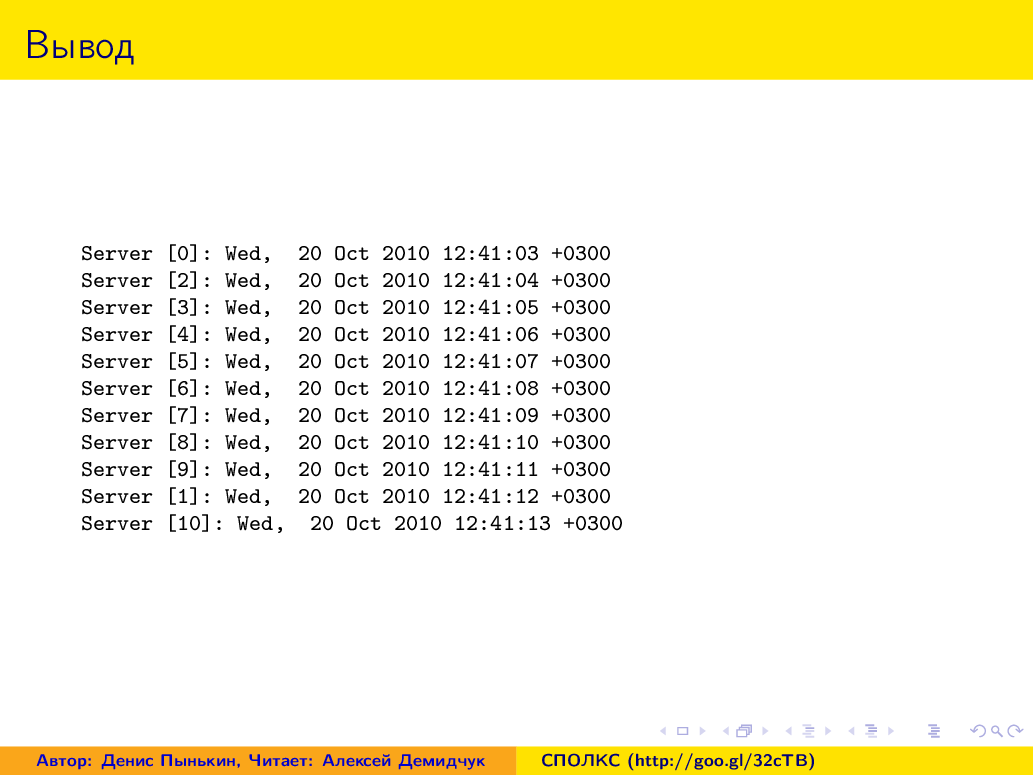 Вывод
Server [0]: Wed,  20 Oct 2010 12:41:03 +0300
Server [2]: Wed,  20 Oct 2010 12:41:04 +0300
Server [3]: Wed,  20 Oct 2010 12:41:05 +0300
Server [4]: Wed,  20 Oct 2010 12:41:06 +0300
Server [5]: Wed,  20 Oct 2010 12:41:07 +0300
Server [6]: Wed,  20 Oct 2010 12:41:08 +0300
Server [7]: Wed,  20 Oct 2010 12:41:09 +0300
Server [8]: Wed,  20 Oct 2010 12:41:10 +0300
Server [9]: Wed,  20 Oct 2010 12:41:11 +0300
Server [1]: Wed,  20 Oct 2010 12:41:12 +0300
Server [10]: Wed,  20 Oct 2010 12:41:13 +0300
Автор: Денис Пынькин, Читает: Алексей Демидчук
СПОЛКС (http://goo.gl/32cTB)